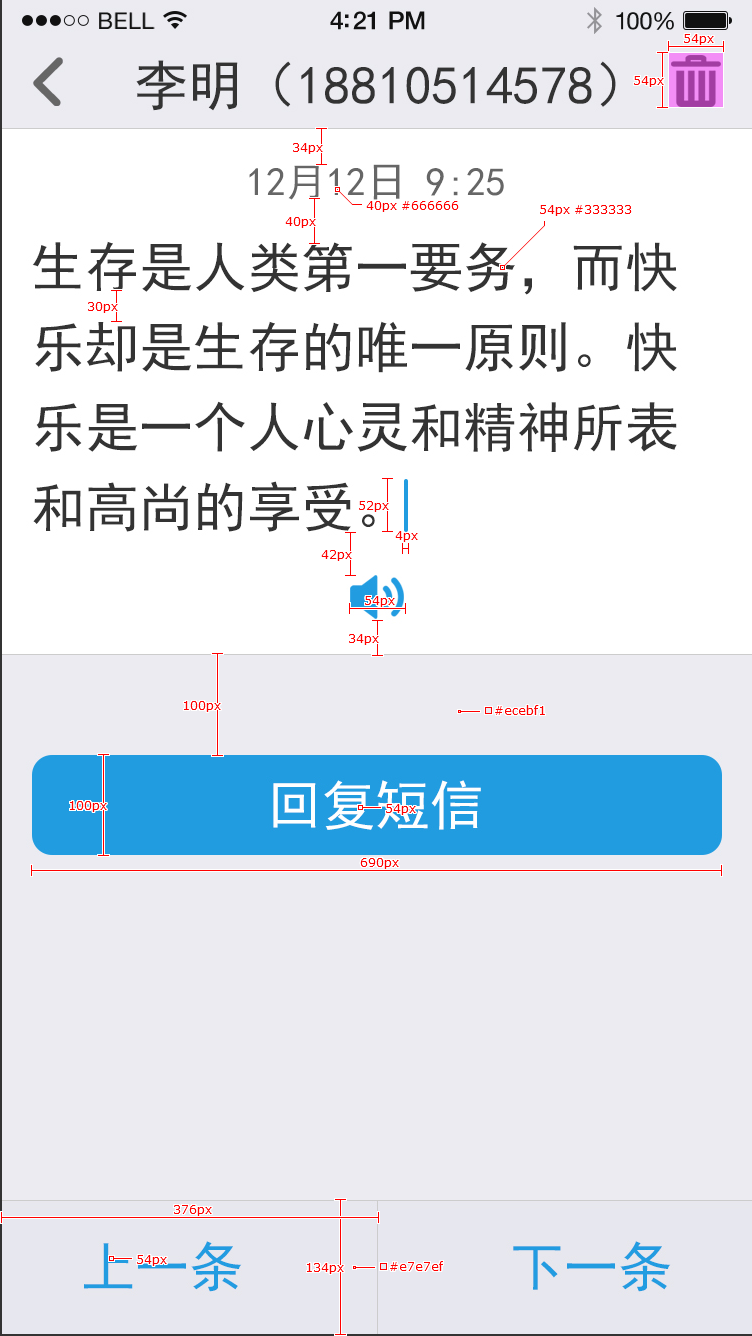 BELL 4:21 PM 100%
54px
李明（18810514578）
54px
34px
12月12日 9:25
40px #666666
54px #333333
40px
生存是人类第一要务，而快
30px
乐却是生存的唯一原则。快
乐是一个人心灵和精神所表
和高尚的享受。
52px
4px
42px
54px
34px
100px
#ecebf1
回复短信
100px
54px
690px
376px
上一条
54px
134px
#e7e7ef
下一条